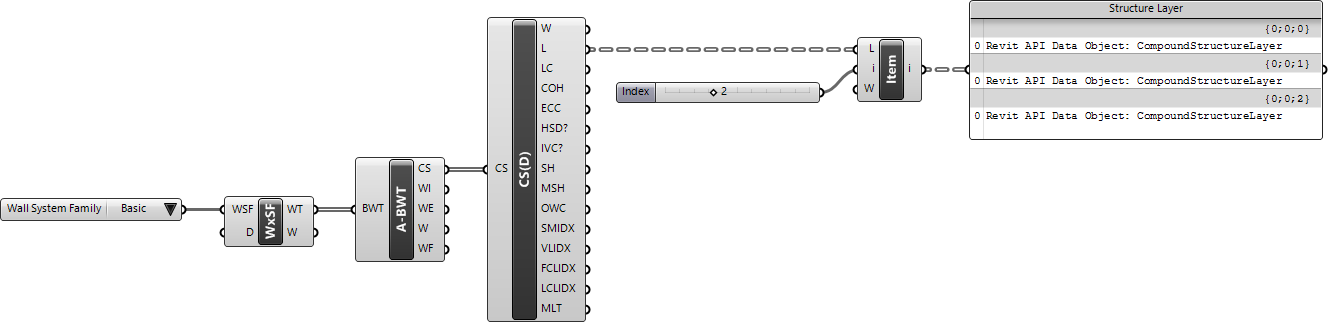 Wall System Family Basic
WSF
D
WxSF
WT
W
BWT
A-BWT
CS
WI
WE
W
WF
CS
CS(D)
W
L
LC
COH
ECC
HSD?
IVC?
SH
MSH
OWC
SMIDX
VLIDX
FCLIDX
LCLIDX
MLT
Index 2
L
i
W
Item
i
Structure Layer
{0;0;0}
0 Revit API Data Object: CompoundStructureLayer
{0;0;1}
0 Revit API Data Object: CompoundStructureLayer
{0;0;2}
0 Revit API Data Object: CompoundStructureLayer